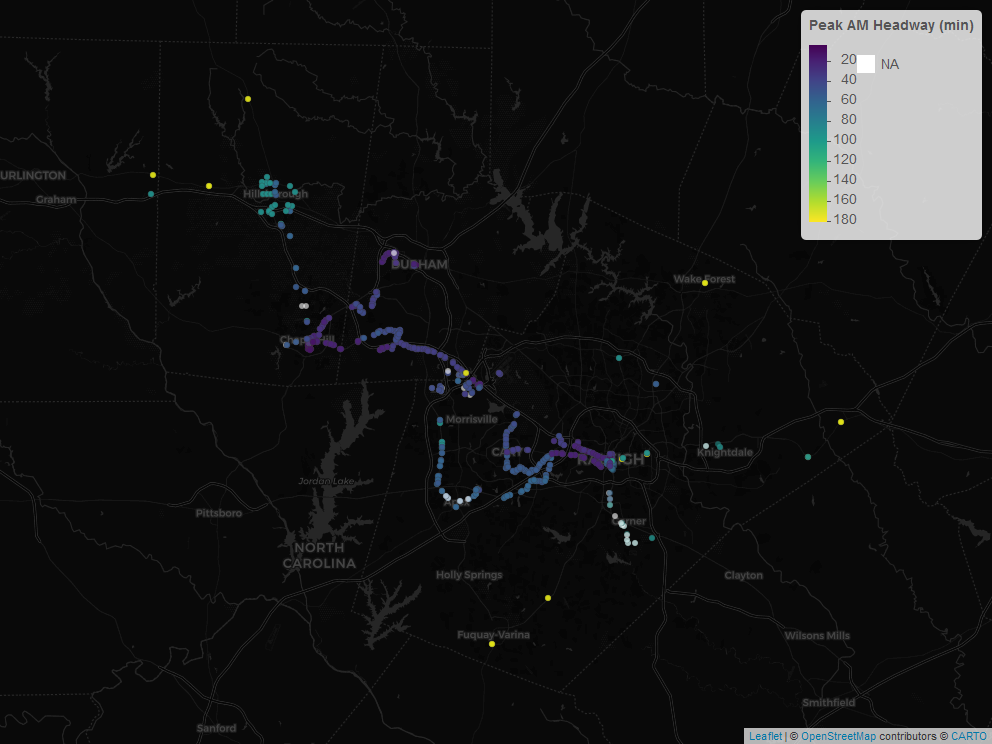 Peak AM Headway (min)
20
NA
40
60
80
100
120
140
160
180
URLINGTON
Graham
Hillsborough
DURHAM
Wake Forest
Chapel Hill
Morrisville
CARY
RALEIGH
Knightdale
Jordan Lake
Apex
Pittsboro
Garner
NORTH
CAROLINA
Holly Springs
Clayton
Fuquay-Varina
Wilsons Mills
Smithfield
Sanford
Leaflet | © OpenStreetMap contributors © CARTO